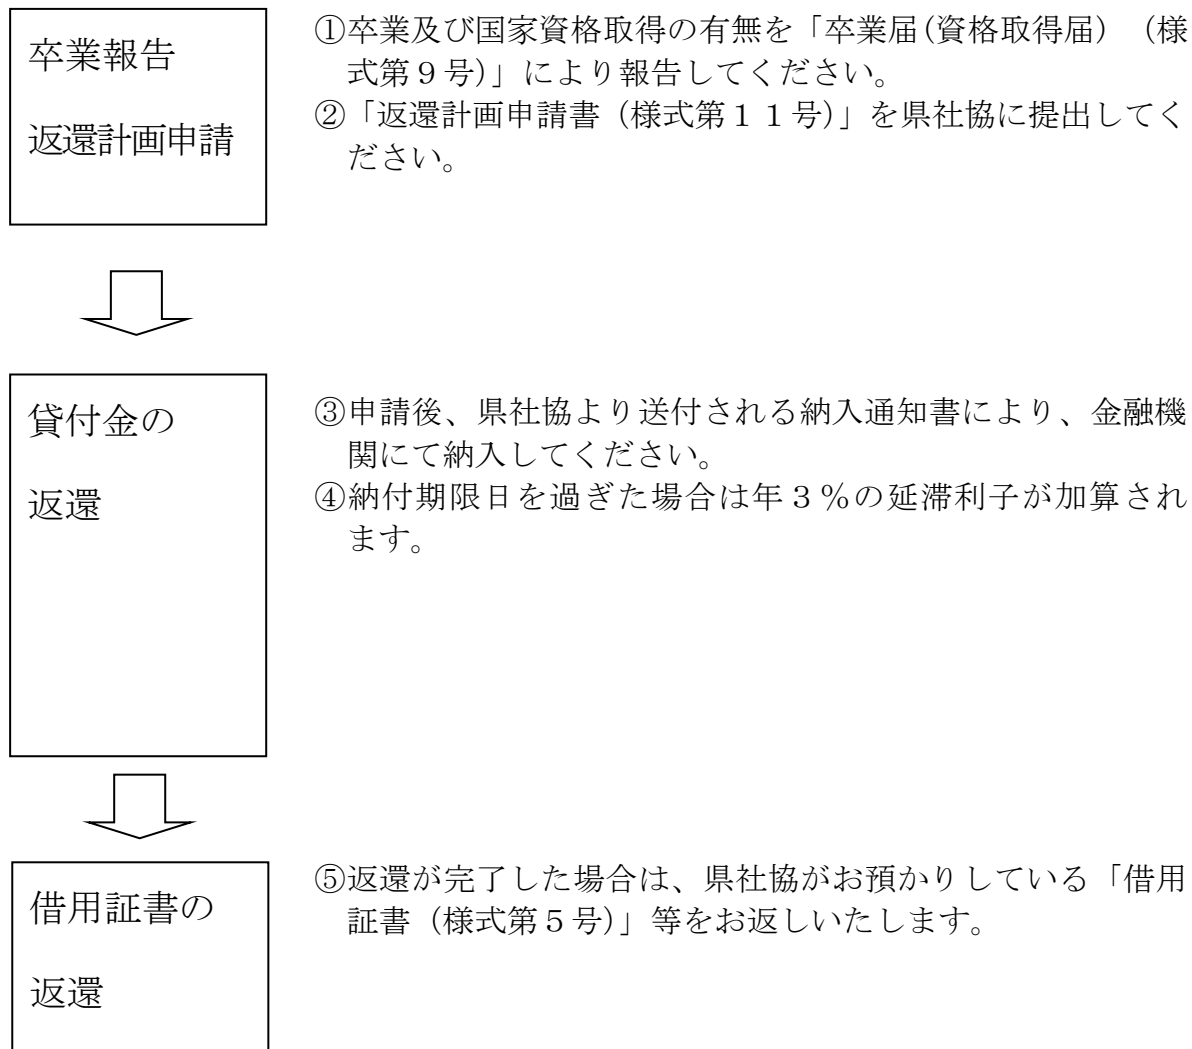 卒業報告
返還計画申請
①卒業及び国家資格取得の有無を「卒業届(資格取得届)（様
式第９号)」により報告してください。
②「返還計画申請書（様式第１１号)」を県社協に提出してく
ださい。
貸付金の
返還
③申請後、県社協より送付される納入通知書により、金融機
関にて納入してください。
④納付期限日を過ぎた場合は年３％の延滞利子が加算され
ます。
借用証書の
返還
⑤返還が完了した場合は、県社協がお預かりしている「借用
証書（様式第５号)」等をお返しいたします。